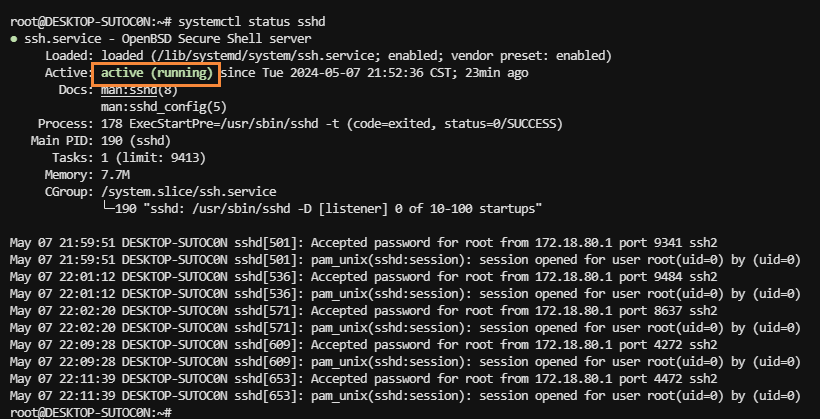 root@DESKTOP-SUTOC0N:~# systemctl status sshd
● ssh.service - OpenBSD Secure Shell server
Loaded: loaded (/lib/systemd/system/ssh.service; enabled; vendor preset: enabled)
Active: active (running) since Tue 2024-05-07 21:52:36 CST; 23min ago
Docs: man:sshd(8)
man:sshd_config(5)
Process: 178 ExecStartPre=/usr/sbin/sshd -t (code=exited, status=0/SUCCESS)
Main PID: 190 (sshd)
Tasks: 1 (limit: 9413)
Memory: 7.7M
CGroup: /system.slice/ssh.service
└─190 "sshd: /usr/sbin/sshd -D [listener] 0 of 10-100 startups"
May 07 21:59:51 DESKTOP-SUTOC0N sshd[501]: Accepted password for root from 172.18.80.1 port 9341 ssh2
May 07 21:59:51 DESKTOP-SUTOC0N sshd[501]: pam_unix(sshd:session): session opened for user root(uid=0) by (uid=0)
May 07 22:01:12 DESKTOP-SUTOC0N sshd[536]: Accepted password for root from 172.18.80.1 port 9484 ssh2
May 07 22:01:12 DESKTOP-SUTOC0N sshd[536]: pam_unix(sshd:session): session opened for user root(uid=0) by (uid=0)
May 07 22:02:20 DESKTOP-SUTOC0N sshd[571]: Accepted password for root from 172.18.80.1 port 8637 ssh2
May 07 22:02:20 DESKTOP-SUTOC0N sshd[571]: pam_unix(sshd:session): session opened for user root(uid=0) by (uid=0)
May 07 22:09:28 DESKTOP-SUTOC0N sshd[609]: Accepted password for root from 172.18.80.1 port 4272 ssh2
May 07 22:09:28 DESKTOP-SUTOC0N sshd[609]: pam_unix(sshd:session): session opened for user root(uid=0) by (uid=0)
May 07 22:11:39 DESKTOP-SUTOC0N sshd[653]: Accepted password for root from 172.18.80.1 port 4472 ssh2
May 07 22:11:39 DESKTOP-SUTOC0N sshd[653]: pam_unix(sshd:session): session opened for user root(uid=0) by (uid=0)
root@DESKTOP-SUTOC0N:~#